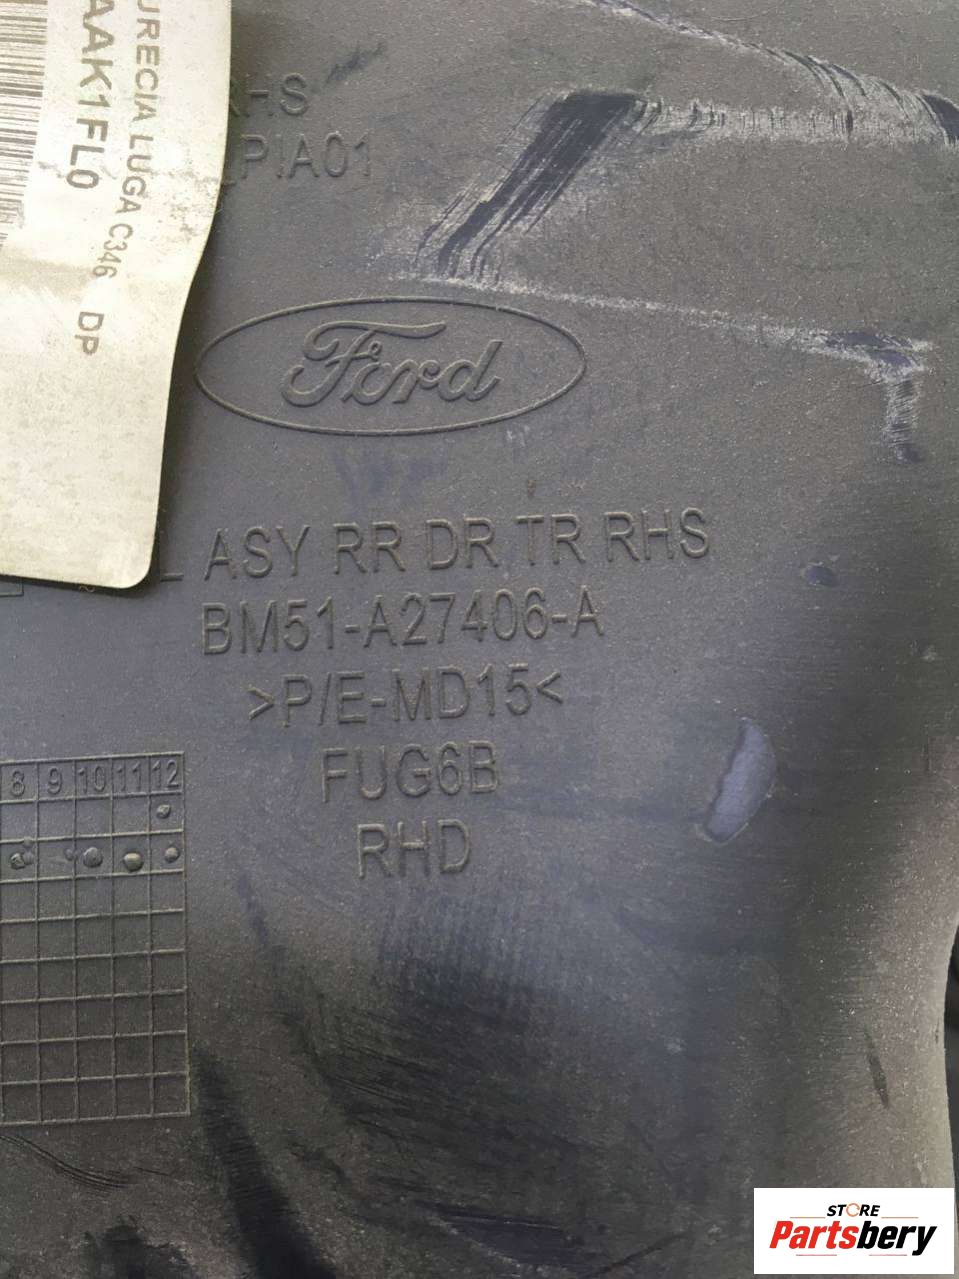 URECIA LUGA C346 DP
AAK1FL0
RHS
PIA01
Ford
L ASY RR DR TR RHS
BM51-A27406-A
>P/E-MD15<
FUG6B
RHD
8 9 10 11 12
STORE
Partsbery